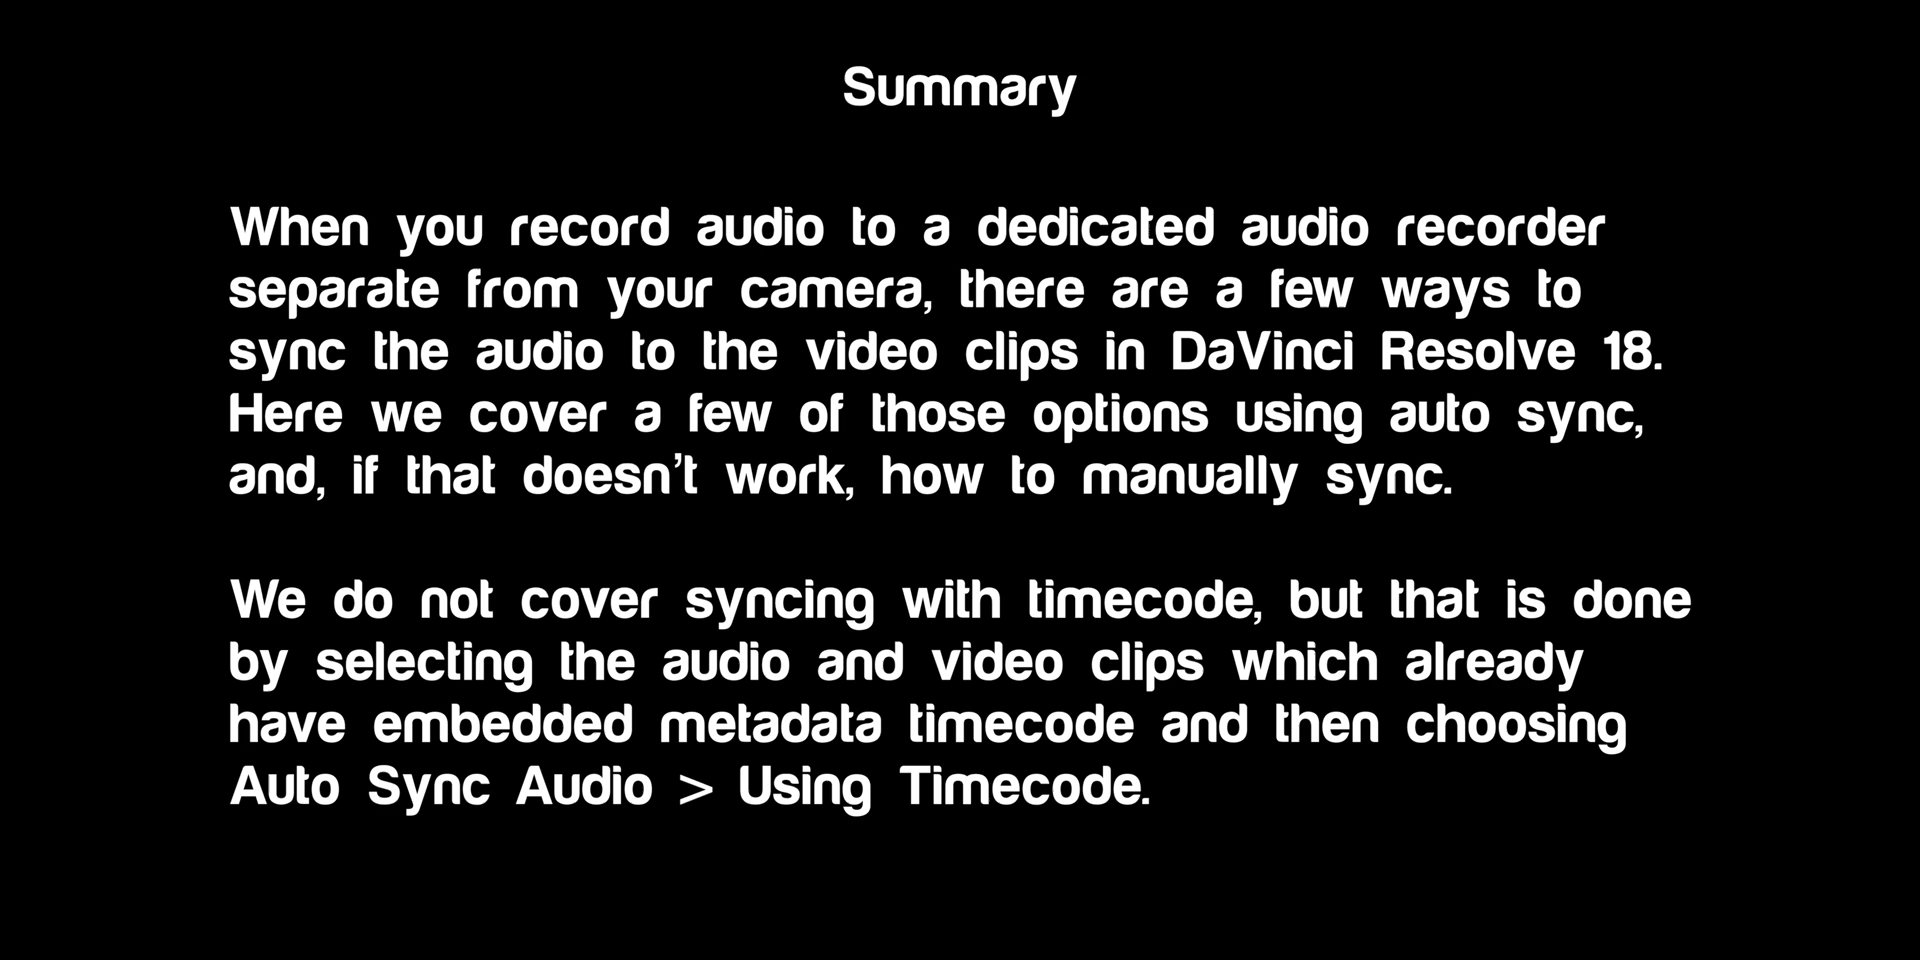 Summary
When you record audio to a dedicated audio recorder
separate from your camera, there are a few ways to
sync the audio to the video clips in DaVinci Resolve 18.
Here we cover a few of those options using auto sync,
and, if that doesn't work, how to manually sync.
We do not cover syncing with timecode, but that is done
by selecting the audio and video clips which already
have embedded metadata timecode and then choosing
Auto Sync Audio > Using Timecode.